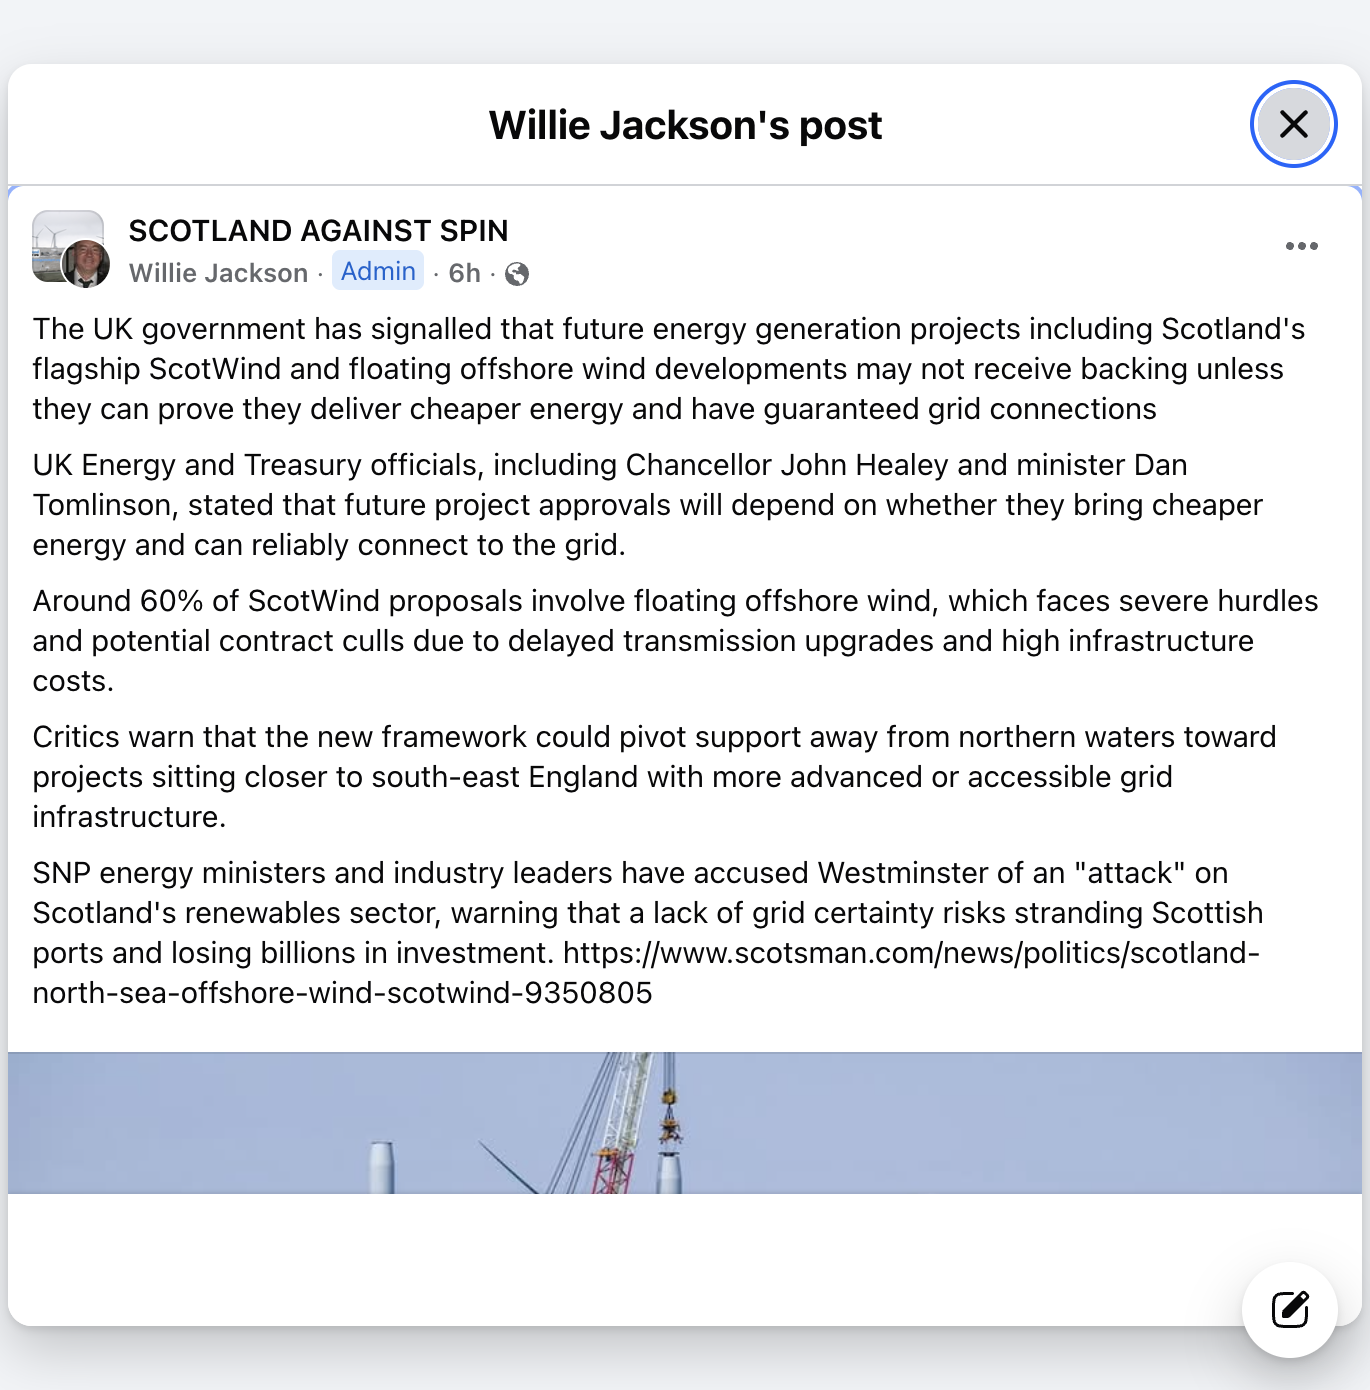 Willie Jackson's post
SCOTLAND AGAINST SPIN
Willie Jackson · Admin · 6h ·
The UK government has signalled that future energy generation projects including Scotland's
flagship ScotWind and floating offshore wind developments may not receive backing unless
they can prove they deliver cheaper energy and have guaranteed grid connections
UK Energy and Treasury officials, including Chancellor John Healey and minister Dan
Tomlinson, stated that future project approvals will depend on whether they bring cheaper
energy and can reliably connect to the grid.
Around 60% of ScotWind proposals involve floating offshore wind, which faces severe hurdles
and potential contract culls due to delayed transmission upgrades and high infrastructure
costs.
Critics warn that the new framework could pivot support away from northern waters toward
projects sitting closer to south-east England with more advanced or accessible grid
infrastructure.
SNP energy ministers and industry leaders have accused Westminster of an "attack" on
Scotland's renewables sector, warning that a lack of grid certainty risks stranding Scottish
ports and losing billions in investment. https://www.scotsman.com/news/politics/scotland-
north-sea-offshore-wind-scotwind-9350805